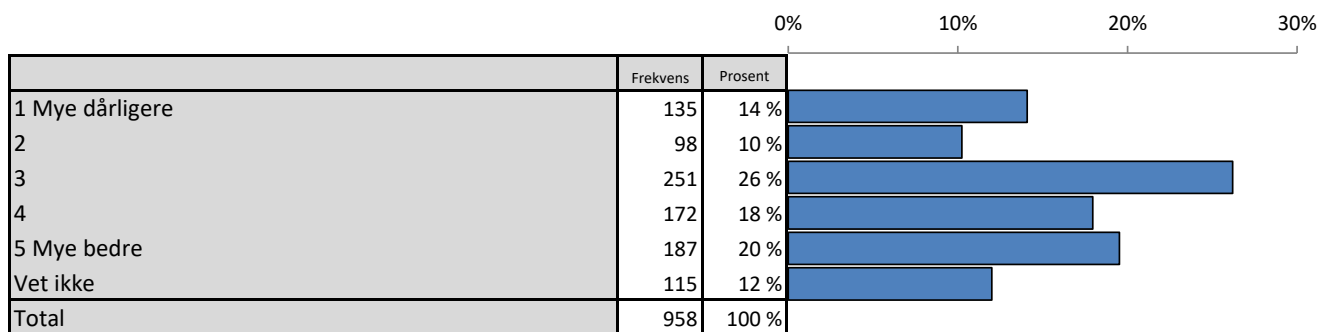 0% 10% 20% 30%
Frekvens Prosent
1 Mye dårligere 135 14 %
2 98 10 %
3 251 26 %
4 172 18 %
5 Mye bedre 187 20 %
Vet ikke 115 12 %
Total 958 100 %